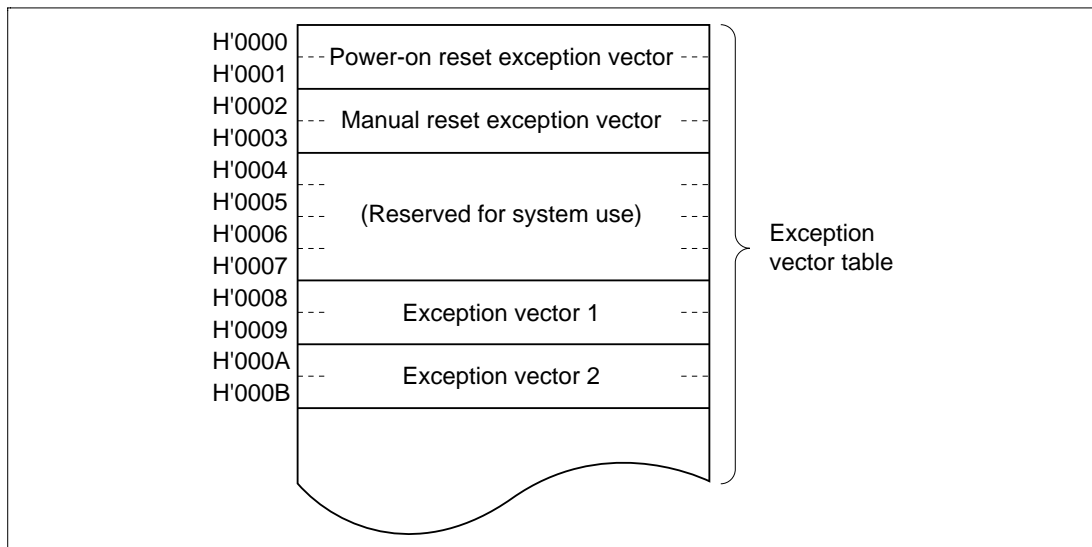 H'0000
H'0001
Power-on reset exception vector
H'0002
H'0003
Manual reset exception vector
H'0004
H'0005
H'0006
H'0007
(Reserved for system use)
H'0008
H'0009
Exception vector 1
H'000A
H'000B
Exception vector 2
Exception
vector table